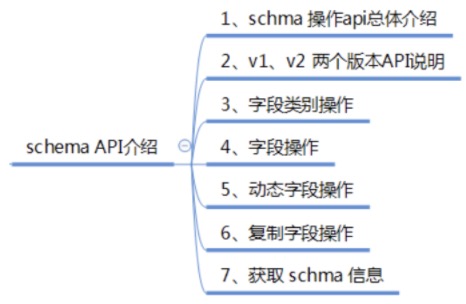 schema API介绍
1、schma 操作api总体介绍
2、v1、v2 两个版本API说明
3、字段类别操作
4、字段操作
5、动态字段操作
6、复制字段操作
7、获取 schma 信息